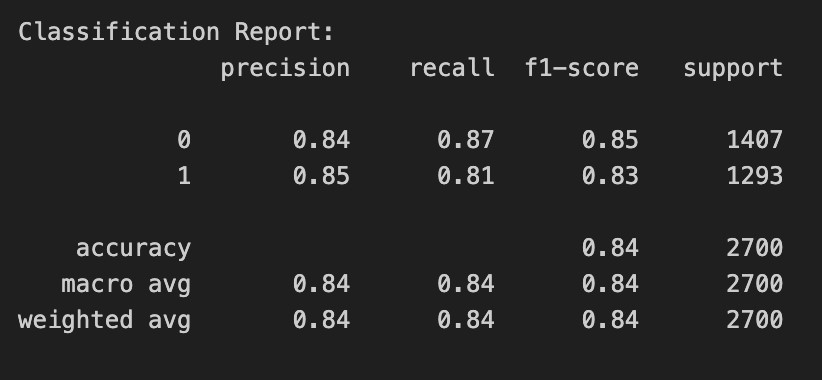 Classification Report:
precision recall f1-score support
0 0.84 0.87 0.85 1407
1 0.85 0.81 0.83 1293
accuracy 0.84 2700
macro avg 0.84 0.84 0.84 2700
weighted avg 0.84 0.84 0.84 2700